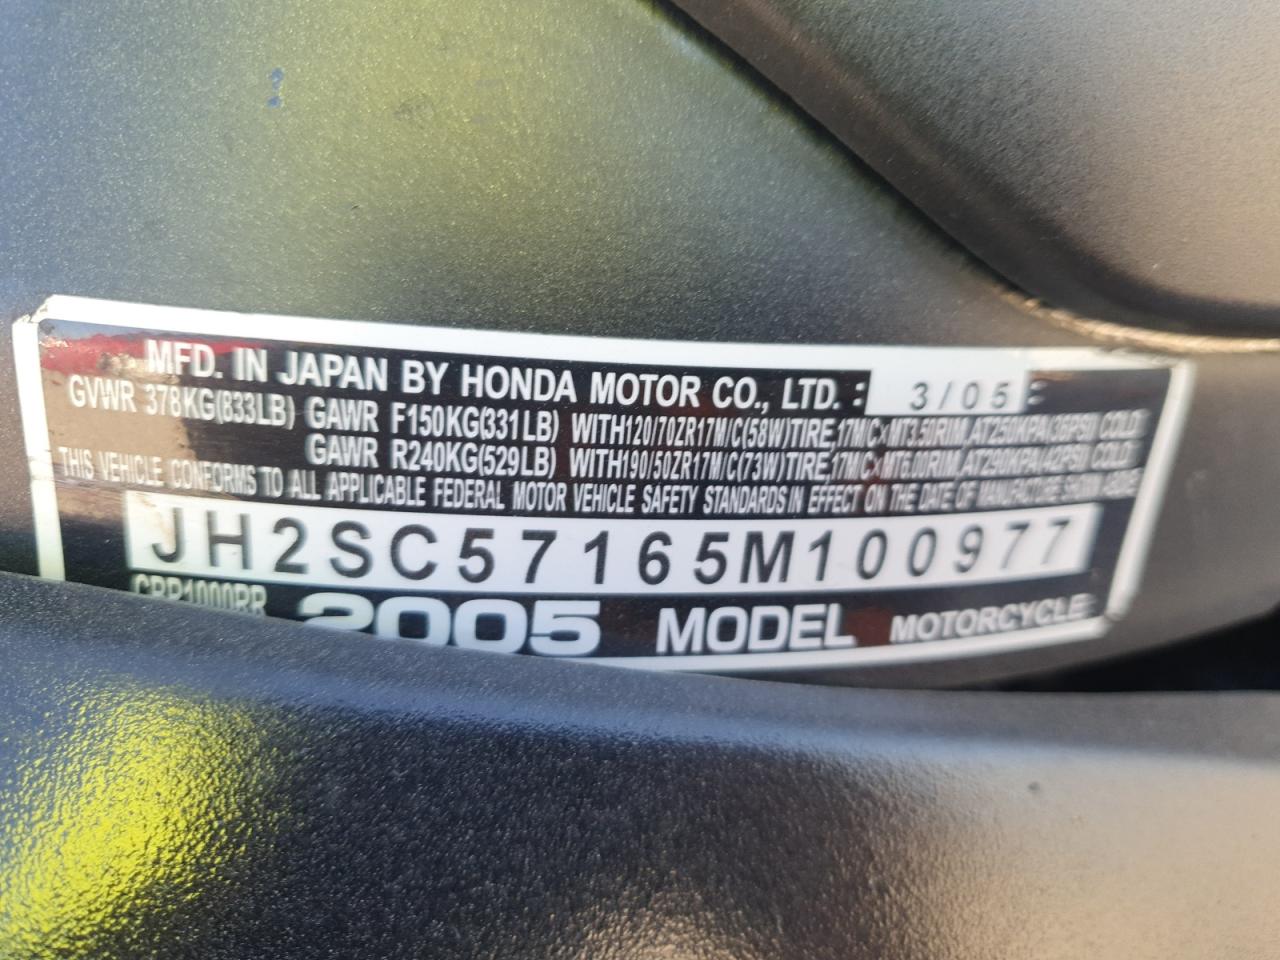 MFD. IN JAPAN BY HONDA MOTOR CO., LTD. : 3/05
GVWR 378KG(833LB) GAWR F150KG(331LB) WITH120/70ZR17M/C(58W)TIRE,17M/C×MT3.50RIM,AT250KPA(36PSI) COLD
GAWR R240KG(529LB) WITH190/50ZR17M/C(73W)TIRE,17M/C×MT6.00RIM,AT290KPA(42PSI) COLD
THIS VEHICLE CONFORMS TO ALL APPLICABLE FEDERAL MOTOR VEHICLE SAFETY STANDARDS IN EFFECT ON THE DATE OF MANUFACTURE SHOWN ABOVE
JH2SC57165M100977
CBR1000RR 2005 MODEL MOTORCYCLE